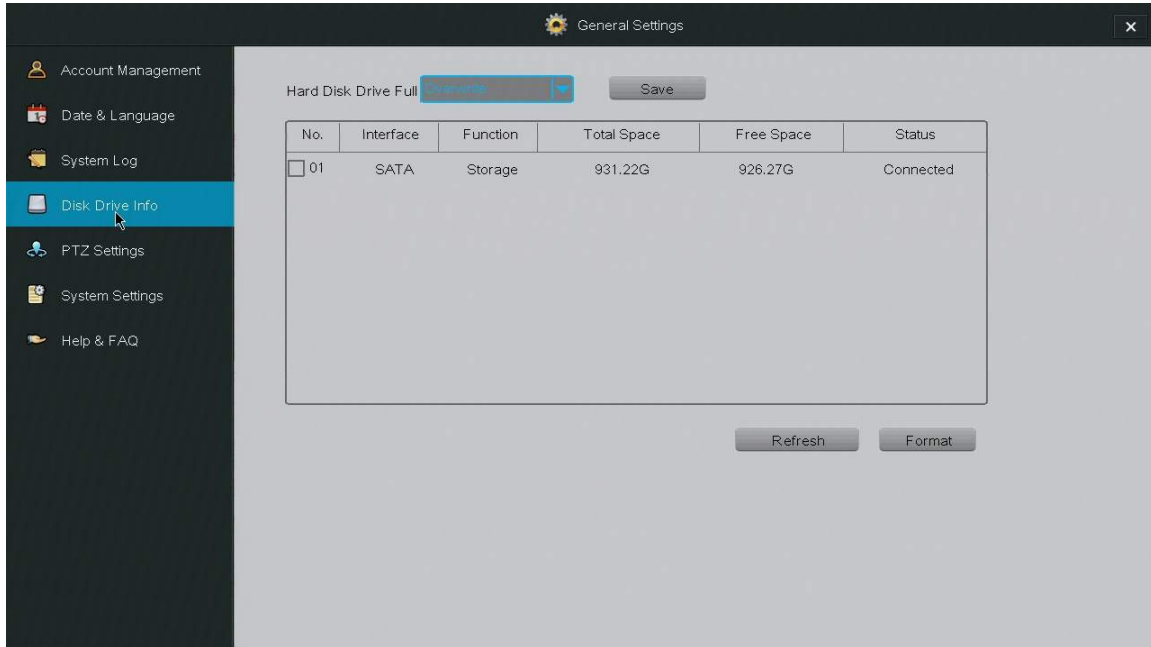 General Settings
Account Management
Date & Language
System Log
Disk Drive Info
PTZ Settings
System Settings
Help & FAQ
Hard Disk Drive Full Overwrite Save
No. Interface Function Total Space Free Space Status
01 SATA Storage 931.22G 926.27G Connected
Refresh Format